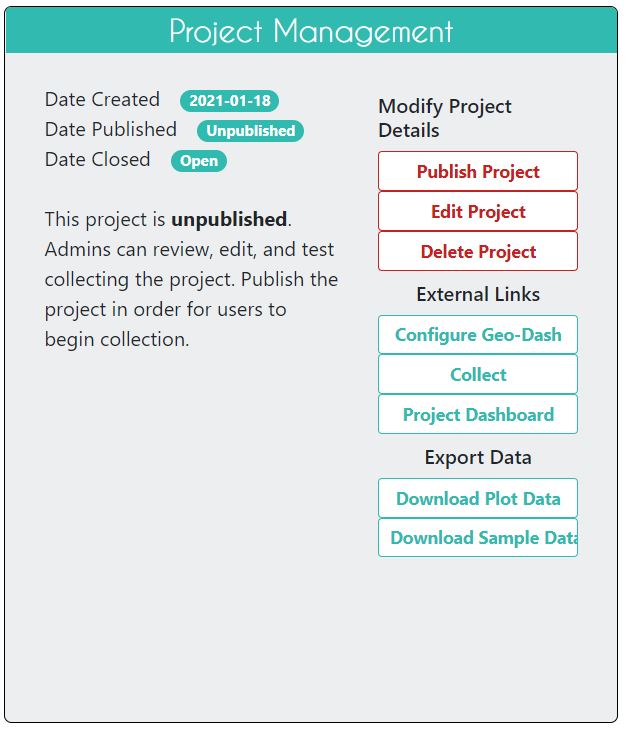 Project Management
Date Created 2021-01-18
Date Published Unpublished
Date Closed Open
This project is unpublished.
Admins can review, edit, and test
collecting the project. Publish the
project in order for users to
begin collection.
Modify Project
Details
Publish Project
Edit Project
Delete Project
External Links
Configure Geo-Dash
Collect
Project Dashboard
Export Data
Download Plot Data
Download Sample Data